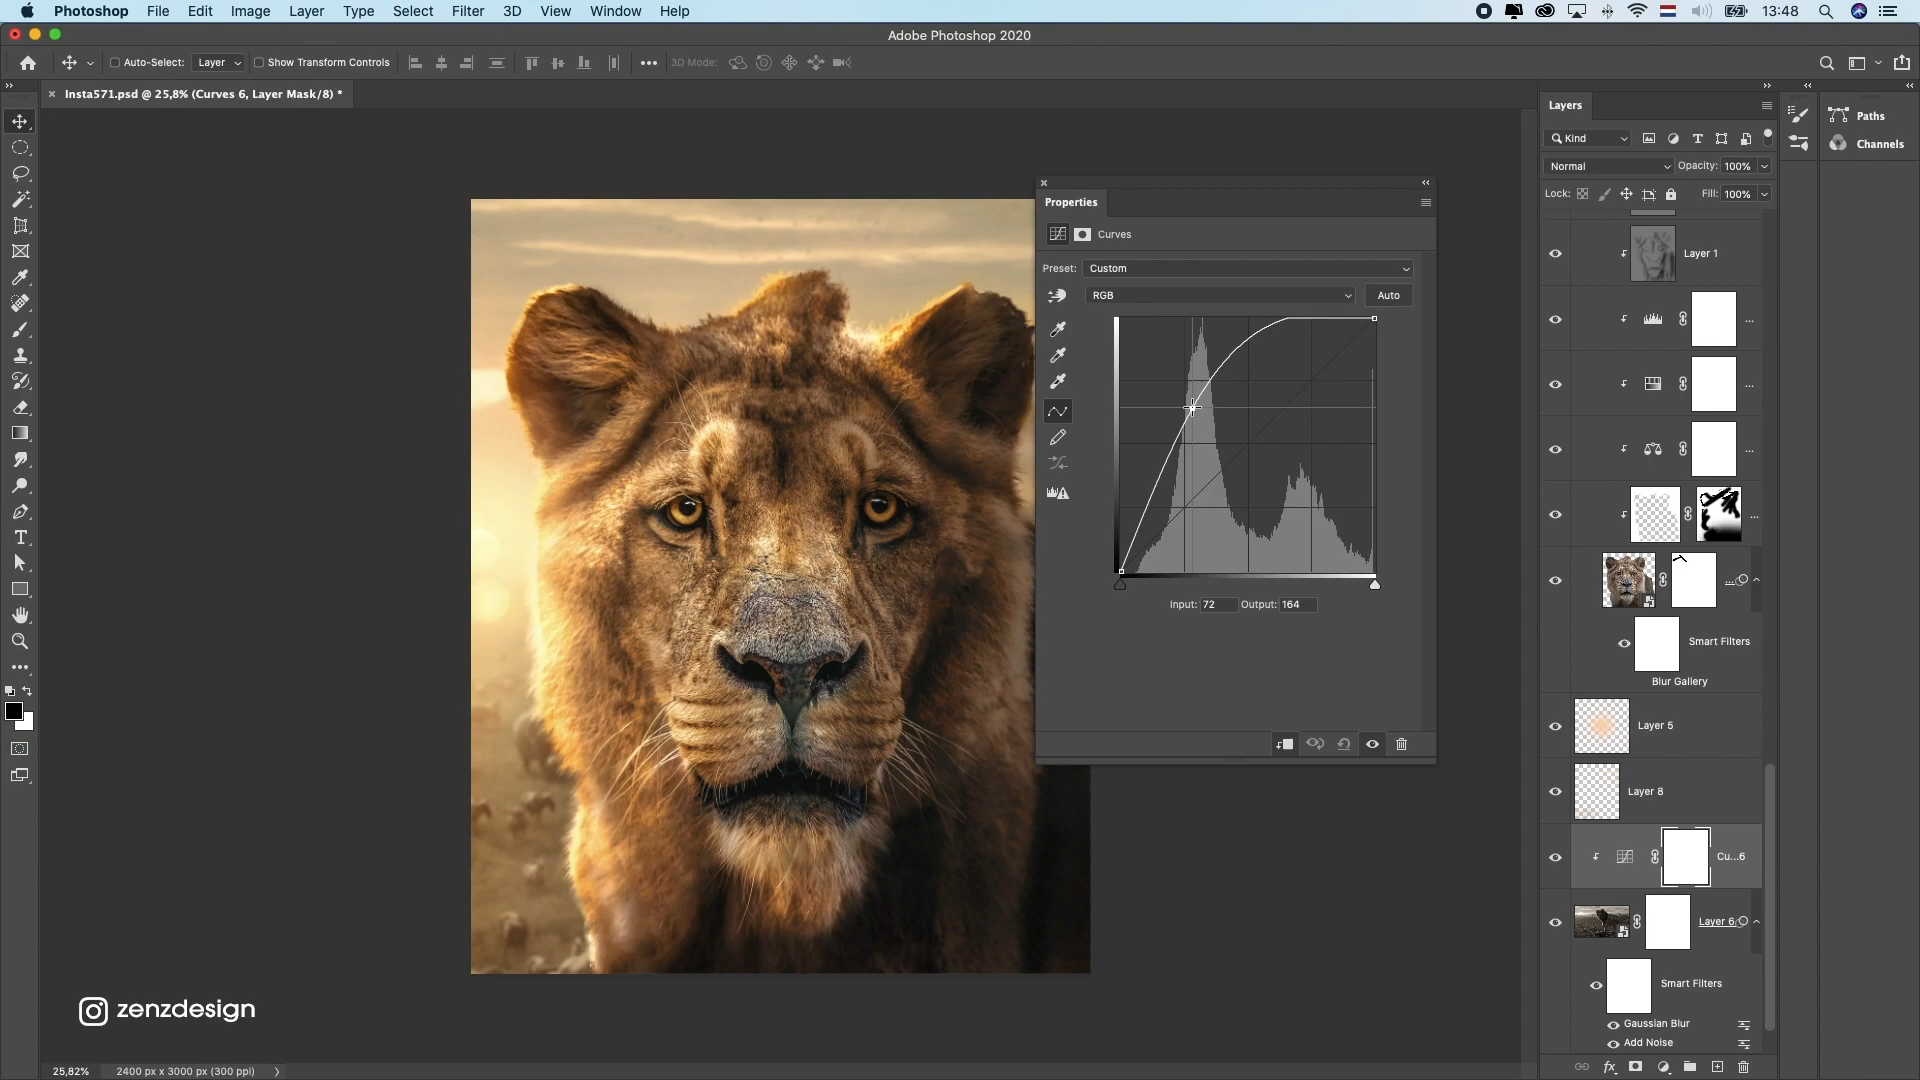 Photoshop File Edit Image Layer Type Select Filter 3D View Window Help 13:48
Adobe Photoshop 2020
Auto-Select: Layer Show Transform Controls 3D Mode:
Insta571.psd @ 25,8% (Curves 6, Layer Mask/8) *
Layers
Paths
Kind
Channels
Normal Opacity: 100%
Lock: Fill: 100%
Properties
Curves
Preset: Custom
RGB Auto
Input: 72 Output: 164
Layer 1
...
...
...
...
...
Smart Filters
Blur Gallery
Layer 5
Layer 8
Cu...6
Layer 6
Smart Filters
Gaussian Blur
Add Noise
zenzdesign
25,82% 2400 px x 3000 px (300 ppi)